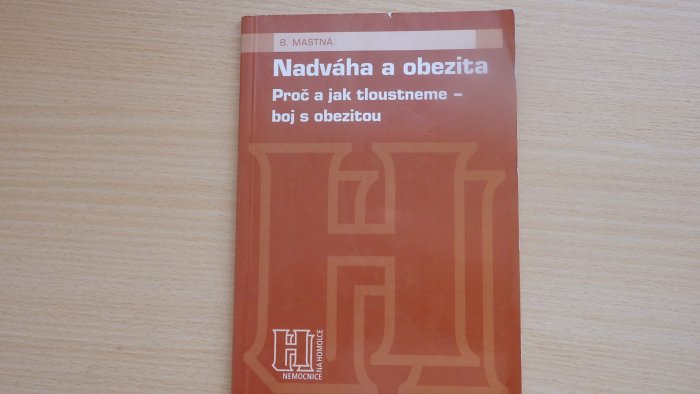 B. MASTNÁ
Nadváha a obezita
Proč a jak tloustneme –
boj s obezitou
NEMOCNICE
NA HOMOLCE